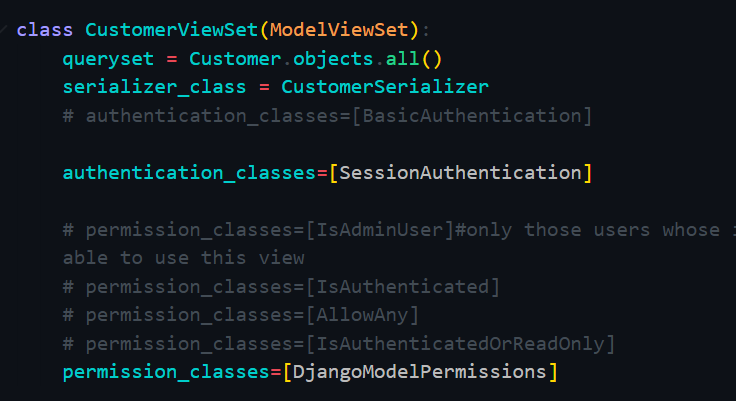 class CustomerViewSet(ModelViewSet):
queryset = Customer.objects.all()
serializer_class = CustomerSerializer
# authentication_classes=[BasicAuthentication]
authentication_classes=[SessionAuthentication]
# permission_classes=[IsAdminUser]#only those users whose
able to use this view
# permission_classes=[IsAuthenticated]
# permission_classes=[AllowAny]
# permission_classes=[IsAuthenticatedOrReadOnly]
permission_classes=[DjangoModelPermissions]